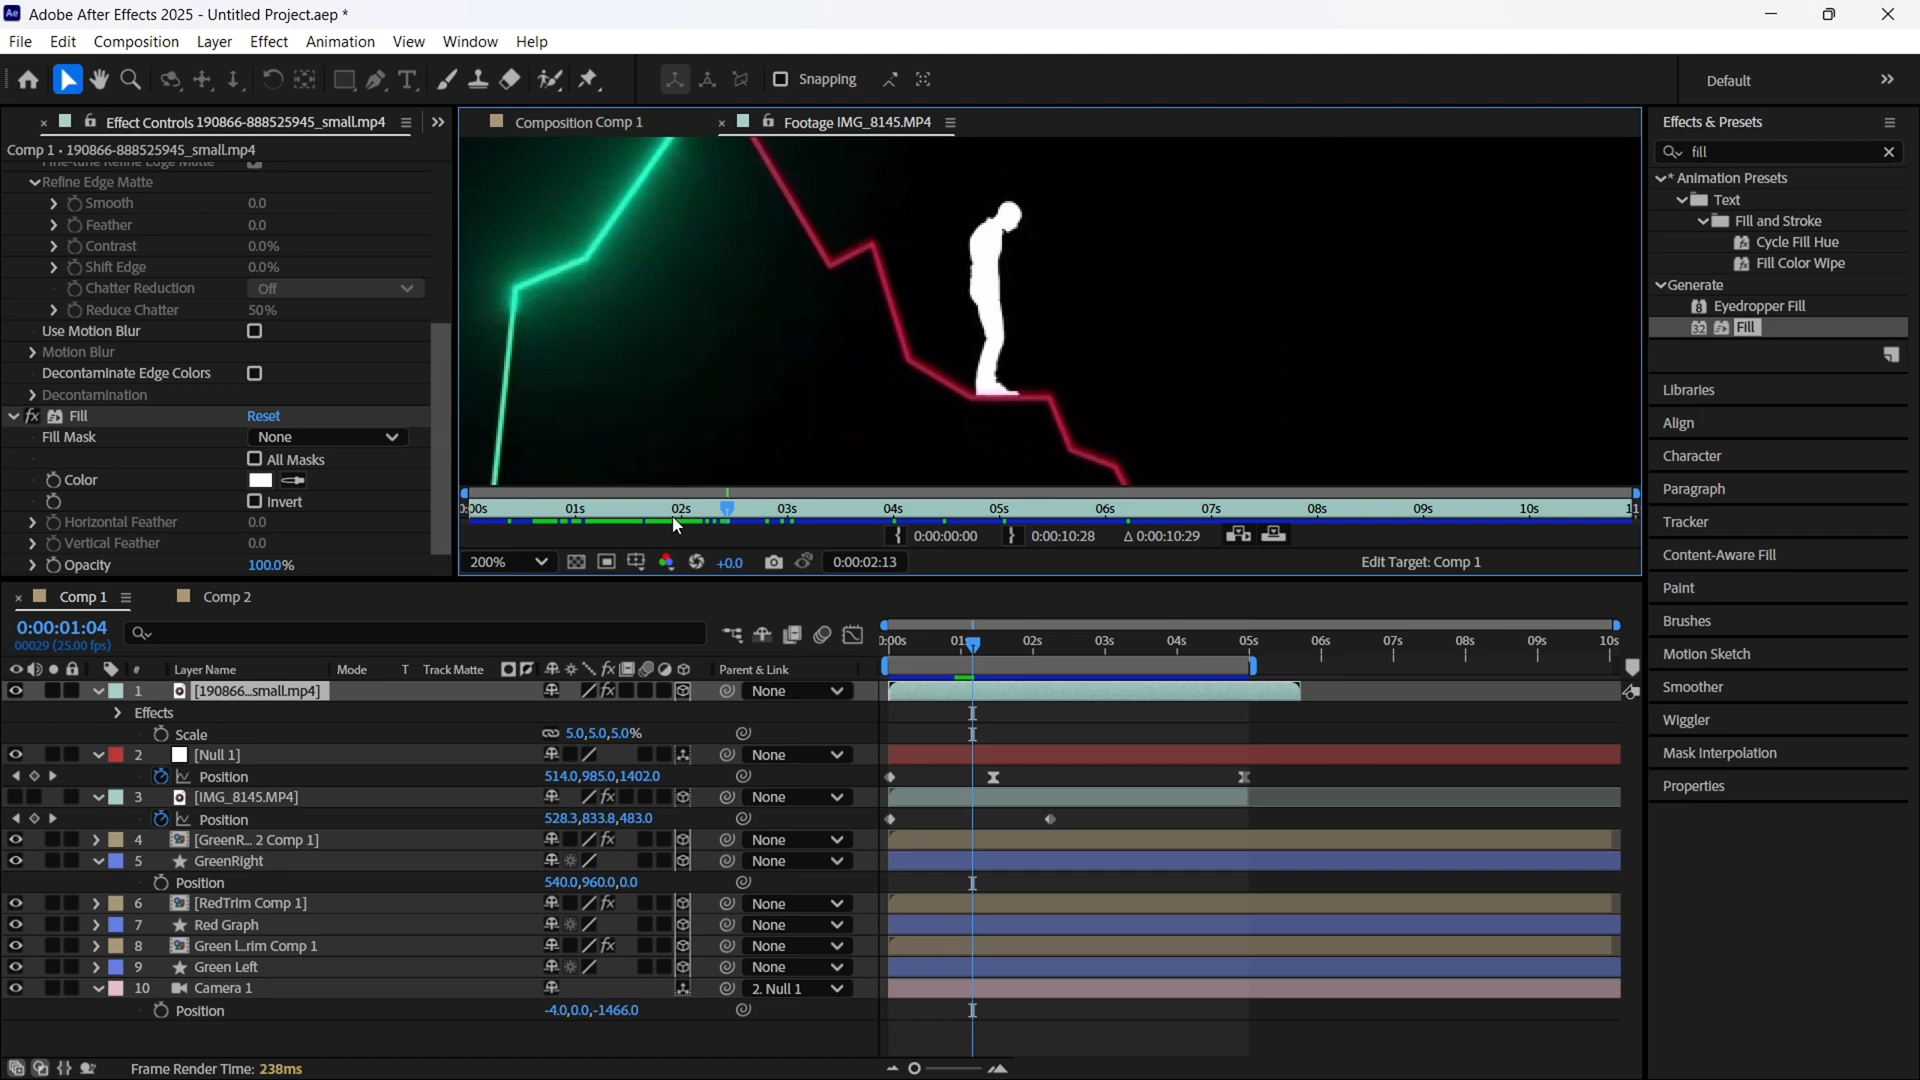 Adobe After Effects 2025 - Untitled Project.aep *
File Edit Composition Layer Effect Animation View Window Help
Snapping
Default
Effect Controls 190866-888525945_small.mp4
Composition Comp 1
Footage IMG_8145.MP4
Effects & Presets
Comp 1 • 190866-888525945_small.mp4
fill
Refine Edge Matte
Smooth 0.0
Feather 0.0
Contrast 0.0%
Shift Edge 0.0%
Chatter Reduction Off
Reduce Chatter 50%
Use Motion Blur
Motion Blur
Decontaminate Edge Colors
Decontamination
fx Fill Reset
Fill Mask None
All Masks
Color
Invert
Horizontal Feather 0.0
Vertical Feather 0.0
Opacity 100.0%
01s 02s 03s 04s 05s 06s 07s 08s 09s 10s
0:00:00:00 0:00:10:28 Δ 0:00:10:29
200% +0.0 0:00:02:13 Edit Target: Comp 1
* Animation Presets
Text
Fill and Stroke
Cycle Fill Hue
Fill Color Wipe
Generate
Eyedropper Fill
Fill
Libraries
Align
Character
Paragraph
Tracker
Content-Aware Fill
Paint
Brushes
Motion Sketch
Smoother
Wiggler
Mask Interpolation
Properties
Comp 1 Comp 2
0:00:01:04
00029 (25.00 fps)
02s 03s 04s 05s 06s 07s 08s 09s 10s
# Layer Name Mode T Track Matte Parent & Link
1 [190866...small.mp4] None
Effects
Scale 5.0,5.0,5.0%
2 [Null 1] None
Position 514.0,985.0,1402.0
3 [IMG_8145.MP4] None
Position 528.3,833.8,483.0
4 [GreenR... 2 Comp 1] None
5 GreenRight None
Position 540.0,960.0,0.0
6 [RedTrim Comp 1] None
7 Red Graph None
8 Green l...rim Comp 1 None
9 Green Left None
10 Camera 1 2. Null 1
Position -4.0,0.0,-1466.0
Frame Render Time: 238ms